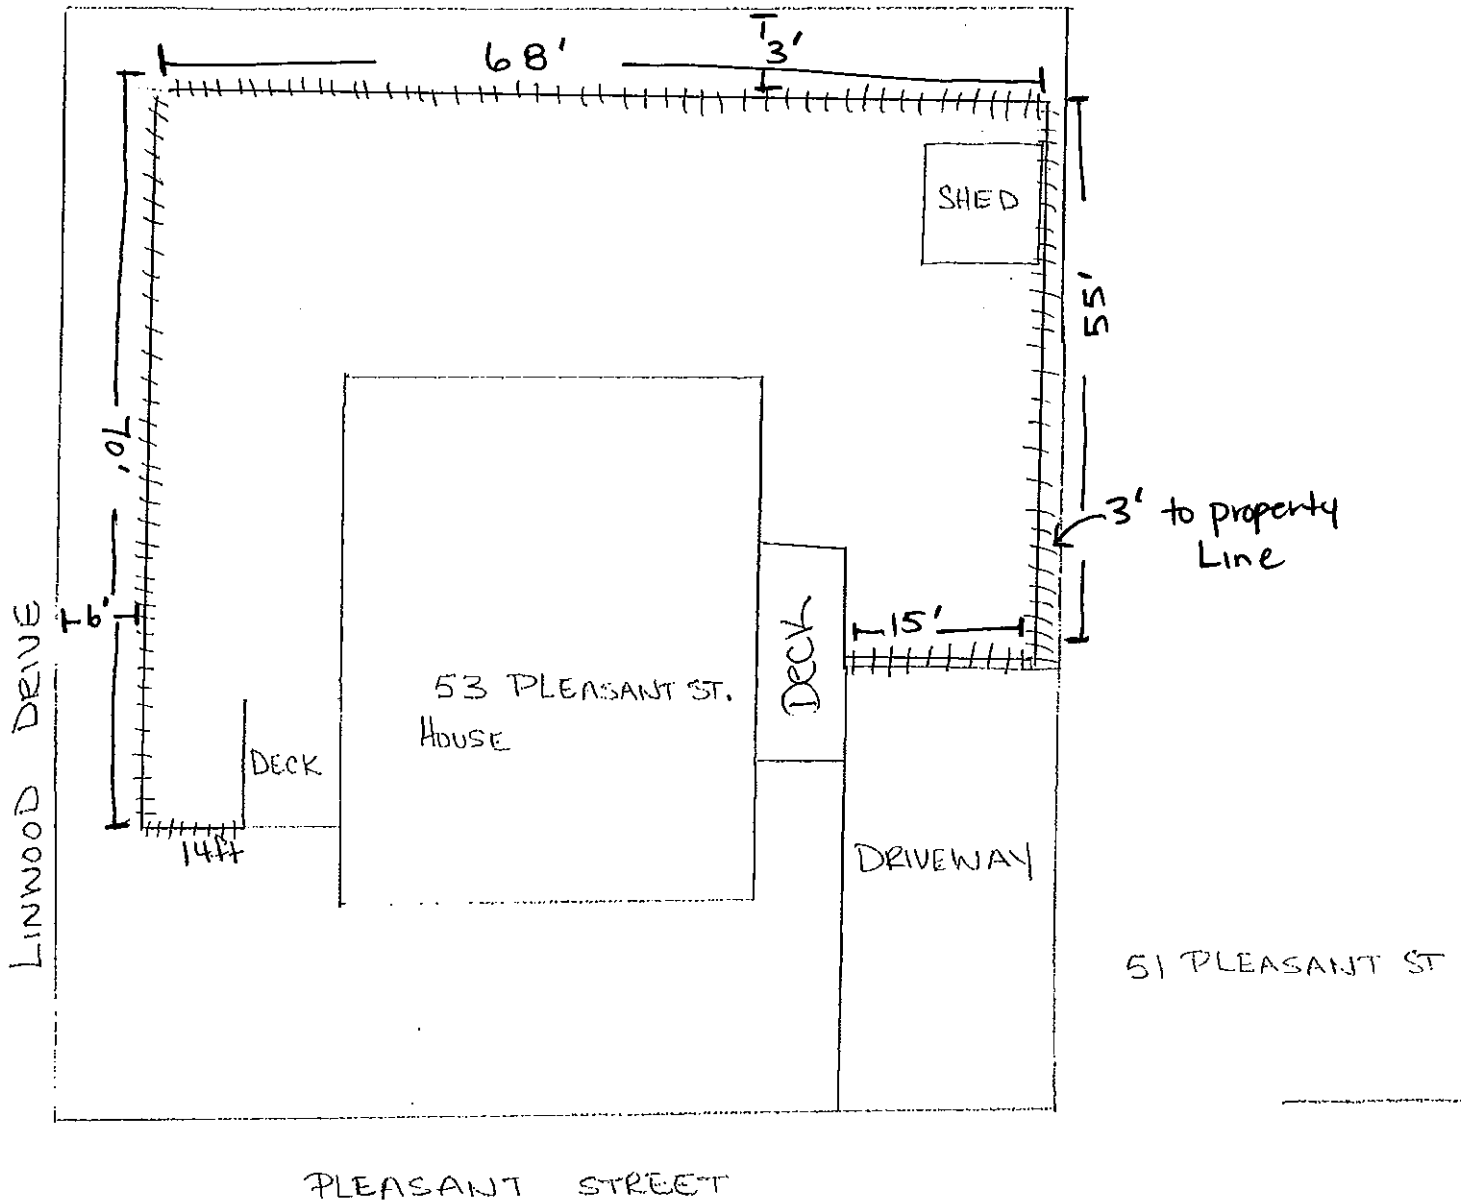 68'
3'
SHED
55'
70'
3' to property
Line
6'
15'
DECK
53 PLEASANT ST.
HOUSE
DECK
14ft
DRIVEWAY
LINWOOD DRIVE
51 PLEASANT ST
PLEASANT STREET